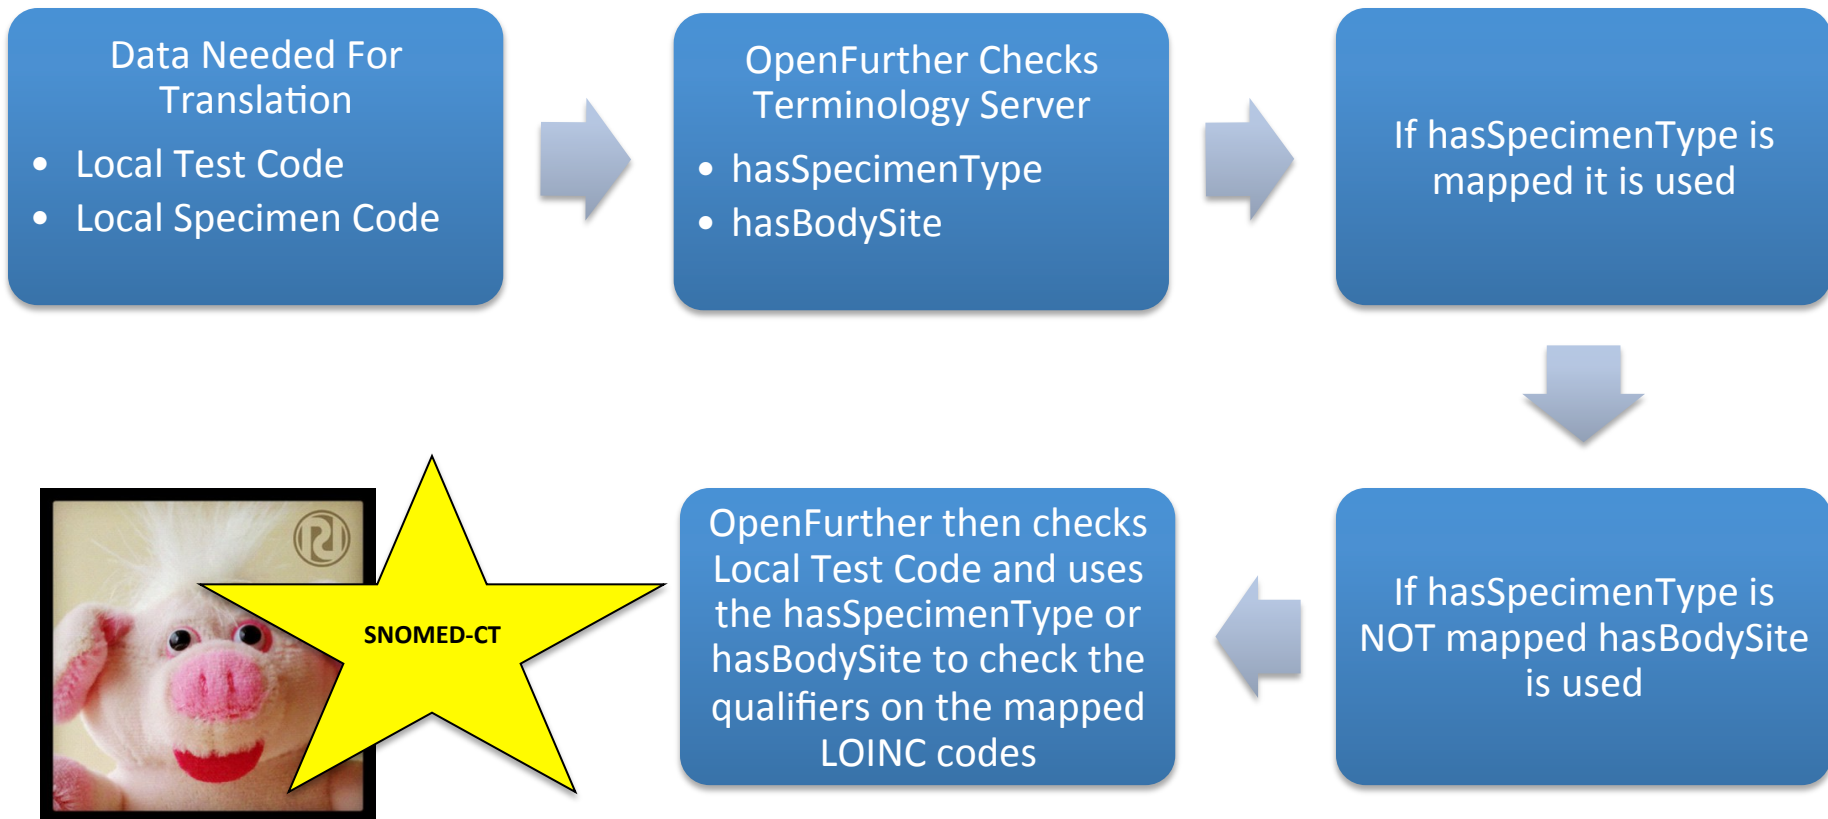 Data Needed For
Translation
• Local Test Code
• Local Specimen Code
OpenFurther Checks
Terminology Server
• hasSpecimenType
• hasBodySite
If hasSpecimenType is
mapped it is used
If hasSpecimenType is
NOT mapped hasBodySite
is used
OpenFurther then checks
Local Test Code and uses
the hasSpecimenType or
hasBodySite to check the
qualifiers on the mapped
LOINC codes
SNOMED-CT